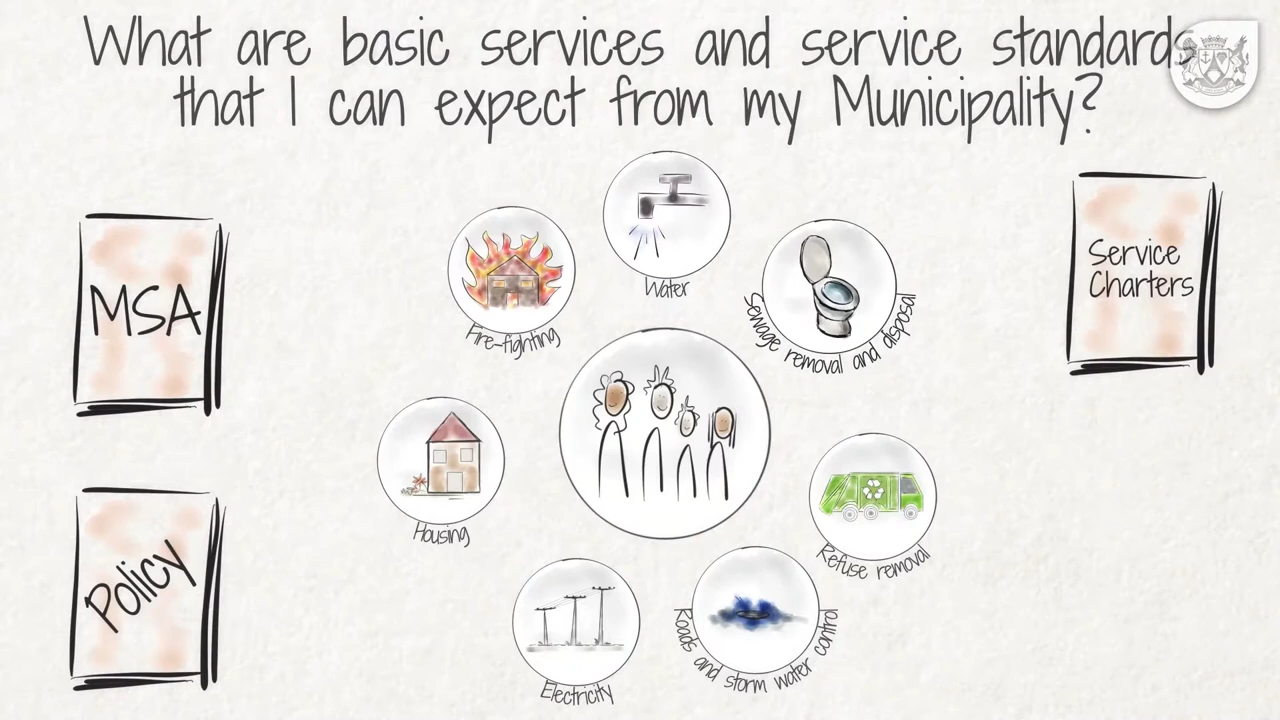 What are basic services and service standards
that I can expect from my Municipality?
MSA
Policy
Water
Sewage removal and disposal
Refuse removal
Roads and storm water control
Electricity
Housing
Fire-fighting
Service
Charters